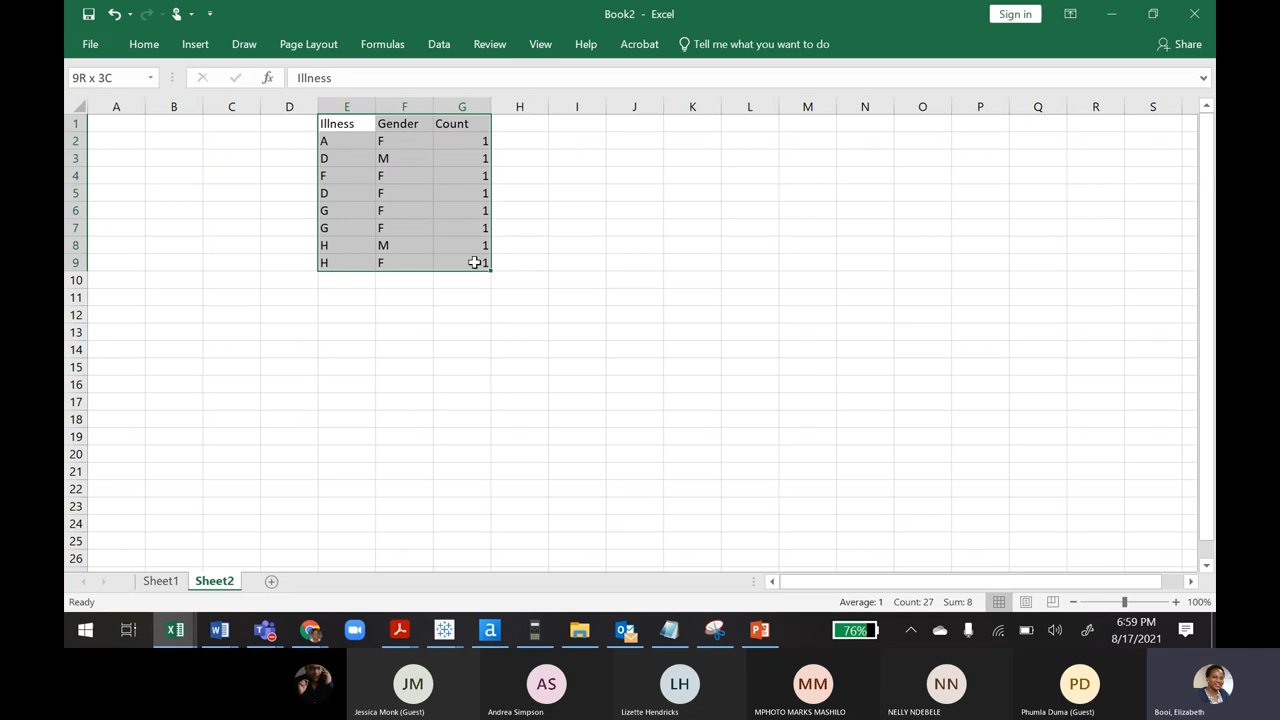 Book2 - Excel
Sign in
File Home Insert Draw Page Layout Formulas Data Review View Help Acrobat Tell me what you want to do Share
9R x 3C fx Illness
A B C D E F G H I J K L M N O P Q R S
1 Illness Gender Count
2 A F 1
3 D M 1
4 F F 1
5 D F 1
6 G F 1
7 G F 1
8 H M 1
9 H F 1
10
11
12
13
14
15
16
17
18
19
20
21
22
23
24
25
26
Sheet1 Sheet2
Ready Average: 1 Count: 27 Sum: 8 100%
76% 6:59 PM
8/17/2021
JM AS LH MM NN PD
Jessica Monk (Guest) Andrea Simpson Lizette Hendricks MPHOTO MARKS MASHILO NELLY NDEBELE Phumla Duma (Guest) Booi, Elizabeth